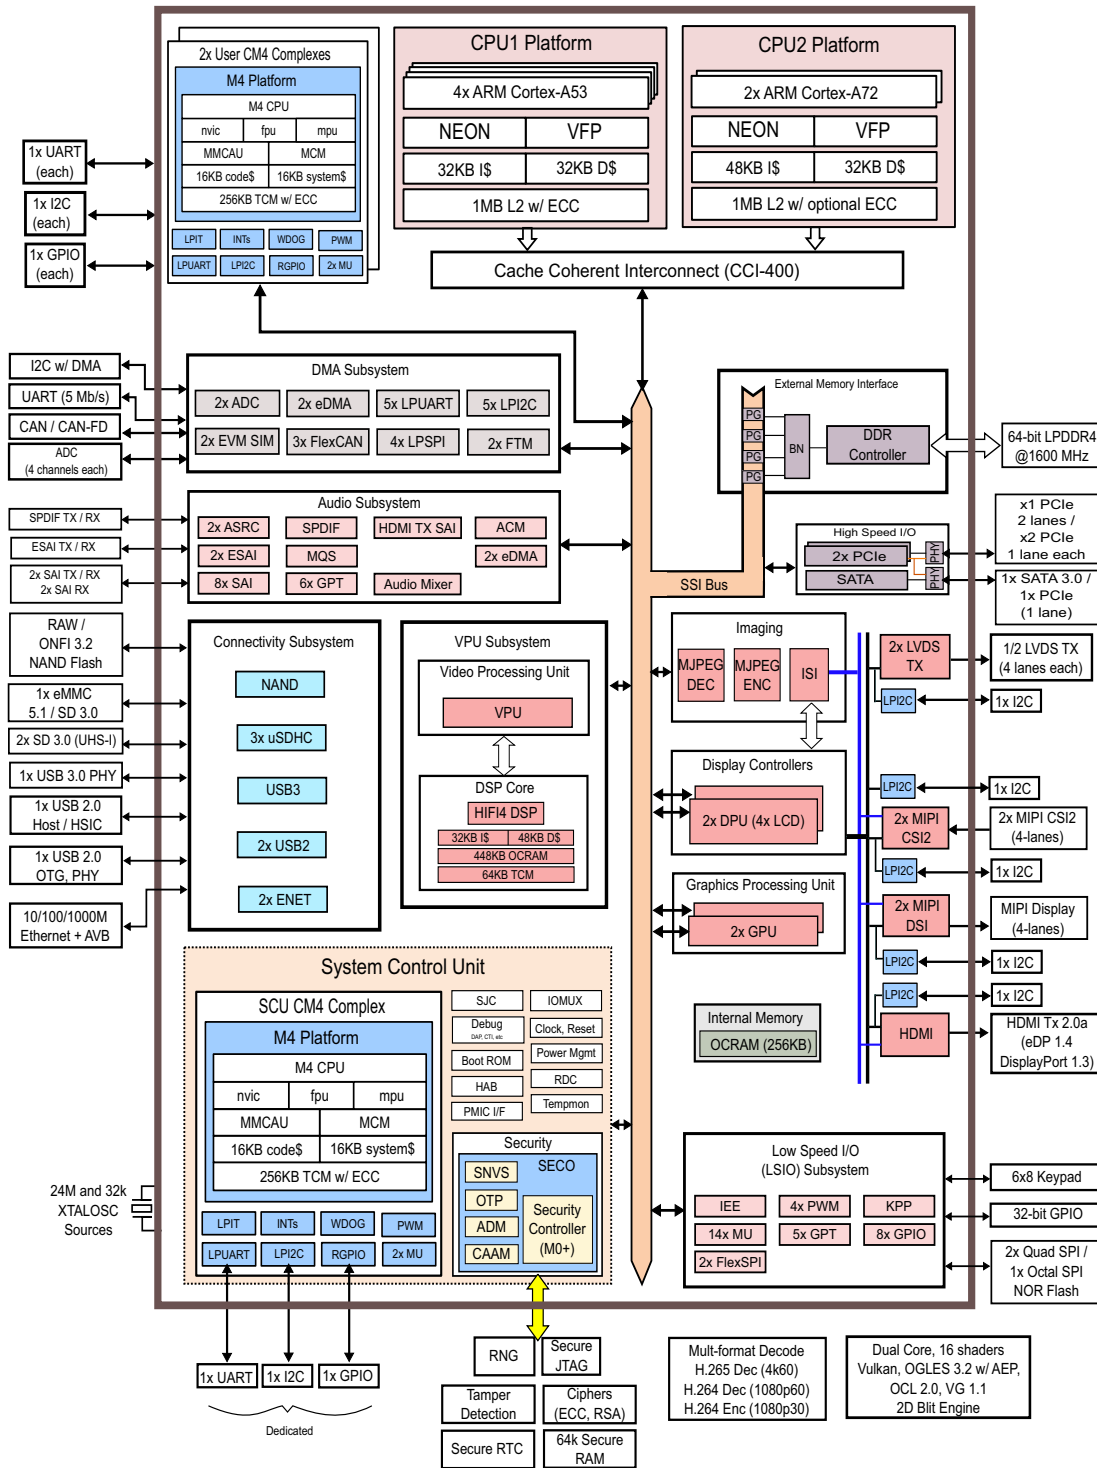 2x User CM4 Complexes
M4 Platform
M4 CPU
nvic
fpu
mpu
MMCAU
MCM
16KB code$
16KB system$
256KB TCM w/ ECC
LPIT
INTs
WDOG
PWM
LPUART
LPI2C
RGPIO
2x MU
1x UART
(each)
1x I2C
(each)
1x GPIO
(each)
CPU1 Platform
4x ARM Cortex-A53
NEON
VFP
32KB I$
32KB D$
1MB L2 w/ ECC
CPU2 Platform
2x ARM Cortex-A72
NEON
VFP
48KB I$
32KB D$
1MB L2 w/ optional ECC
Cache Coherent Interconnect (CCI-400)
I2C w/ DMA
UART (5 Mb/s)
CAN / CAN-FD
ADC
(4 channels each)
DMA Subsystem
2x ADC
2x eDMA
5x LPUART
5x LPI2C
2x EVM SIM
3x FlexCAN
4x LPSPI
2x FTM
External Memory Interface
PG
PG
PG
PG
BN
DDR
Controller
64-bit LPDDR4
@1600 MHz
SPDIF TX / RX
ESAI TX / RX
2x SAI TX / RX
2x SAI RX
Audio Subsystem
2x ASRC
SPDIF
HDMI TX SAI
ACM
2x ESAI
MQS
2x eDMA
8x SAI
6x GPT
Audio Mixer
SSI Bus
High Speed I/O
2x PCIe
SATA
PHY
PHY
x1 PCIe
2 lanes /
x2 PCIe
1 lane each
1x SATA 3.0 /
1x PCIe
(1 lane)
RAW /
ONFI 3.2
NAND Flash
1x eMMC
5.1 / SD 3.0
2x SD 3.0 (UHS-I)
1x USB 3.0 PHY
1x USB 2.0
Host / HSIC
1x USB 2.0
OTG, PHY
10/100/1000M
Ethernet + AVB
Connectivity Subsystem
NAND
3x uSDHC
USB3
2x USB2
2x ENET
VPU Subsystem
Video Processing Unit
VPU
DSP Core
HIFI4 DSP
32KB I$
48KB D$
448KB OCRAM
64KB TCM
Imaging
MJPEG
DEC
MJPEG
ENC
ISI
Display Controllers
2x DPU (4x LCD)
Graphics Processing Unit
2x GPU
Internal Memory
OCRAM (256KB)
2x LVDS
TX
LPI2C
LPI2C
2x MIPI
CSI2
LPI2C
2x MIPI
DSI
LPI2C
LPI2C
HDMI
1/2 LVDS TX
(4 lanes each)
1x I2C
1x I2C
2x MIPI CSI2
(4-lanes)
1x I2C
MIPI Display
(4-lanes)
1x I2C
1x I2C
HDMI Tx 2.0a
(eDP 1.4
DisplayPort 1.3)
System Control Unit
SCU CM4 Complex
M4 Platform
M4 CPU
nvic
fpu
mpu
MMCAU
MCM
16KB code$
16KB system$
256KB TCM w/ ECC
LPIT
INTs
WDOG
PWM
LPUART
LPI2C
RGPIO
2x MU
SJC
IOMUX
Debug
DAP, CTI, etc
Clock, Reset
Boot ROM
Power Mgmt
HAB
RDC
PMIC I/F
Tempmon
Security
SECO
SNVS
OTP
ADM
CAAM
Security
Controller
(M0+)
24M and 32k
XTALOSC
Sources
Low Speed I/O
(LSIO) Subsystem
IEE
4x PWM
KPP
14x MU
5x GPT
8x GPIO
2x FlexSPI
6x8 Keypad
32-bit GPIO
2x Quad SPI /
1x Octal SPI
NOR Flash
1x UART
1x I2C
1x GPIO
Dedicated
RNG
Secure
JTAG
Tamper
Detection
Ciphers
(ECC, RSA)
Secure RTC
64k Secure
RAM
Mult-format Decode
H.265 Dec (4k60)
H.264 Dec (1080p60)
H.264 Enc (1080p30)
Dual Core, 16 shaders
Vulkan, OGLES 3.2 w/ AEP,
OCL 2.0, VG 1.1
2D Blit Engine